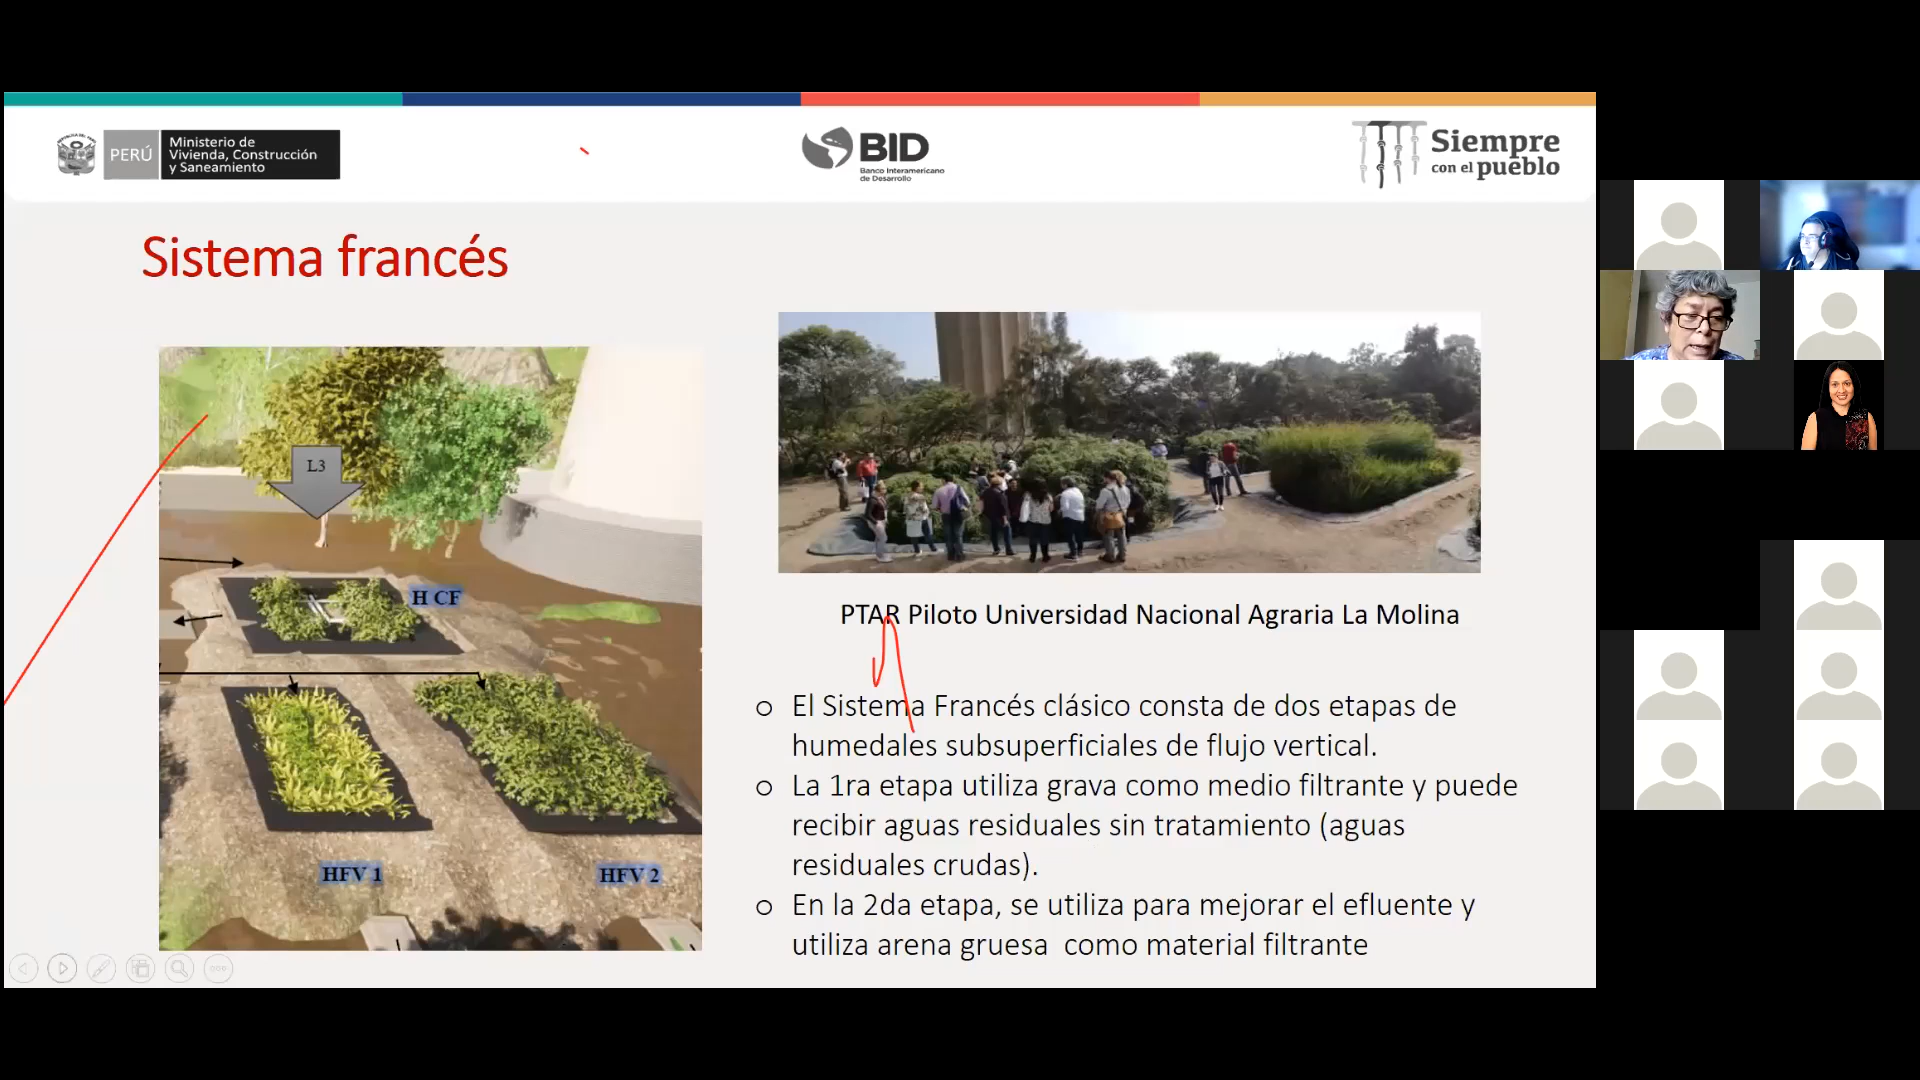 PERÚ
Ministerio de
Vivienda, Construcción
y Saneamiento
BID
Banco Interamericano
de Desarrollo
Siempre
con el pueblo
Sistema francés
L3
H CF
HFV 1
HFV 2
PTAR Piloto Universidad Nacional Agraria La Molina
o El Sistema Francés clásico consta de dos etapas de
humedales subsuperficiales de flujo vertical.
o La 1ra etapa utiliza grava como medio filtrante y puede
recibir aguas residuales sin tratamiento (aguas
residuales crudas).
o En la 2da etapa, se utiliza para mejorar el efluente y
utiliza arena gruesa como material filtrante